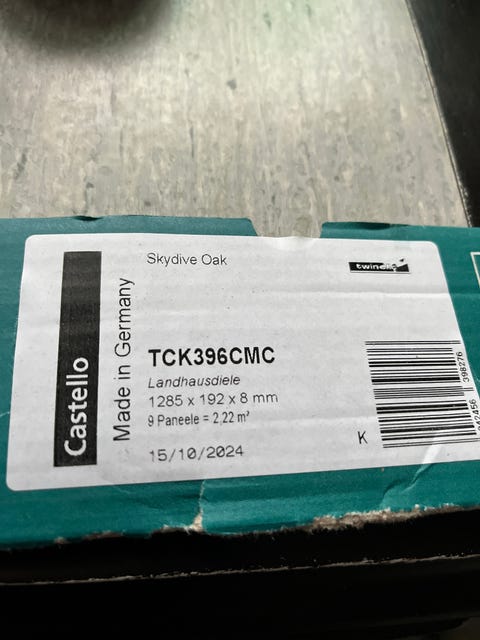 Skydive Oak
Castello
Made in Germany
TCK396CMC
Landhausdiele
1285 x 192 x 8 mm
9 Paneele = 2,22 m²
15/10/2024
K
398276